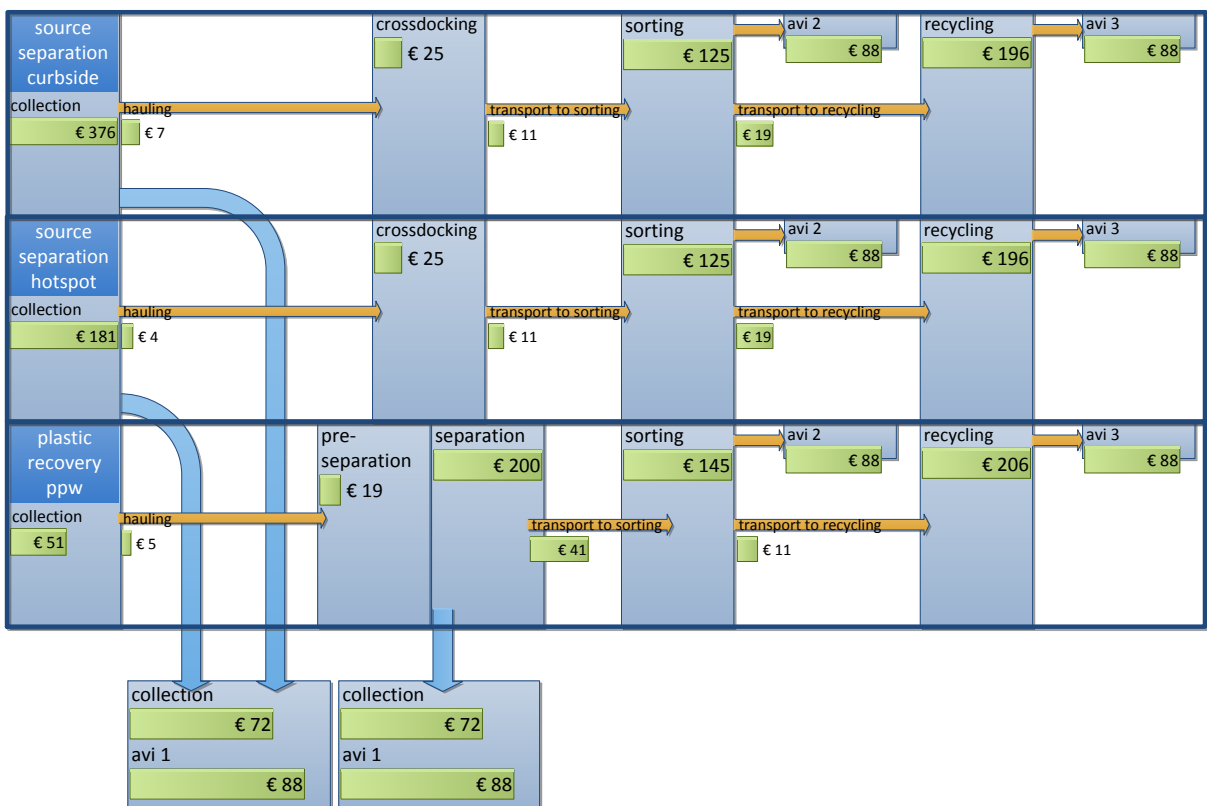 source
separation
curbside
collection
€ 376
hauling
€ 7
crossdocking
€ 25
transport to sorting
€ 11
sorting
€ 125
avi 2
€ 88
transport to recycling
€ 19
recycling
€ 196
avi 3
€ 88
source
separation
hotspot
collection
€ 181
hauling
€ 4
crossdocking
€ 25
transport to sorting
€ 11
sorting
€ 125
avi 2
€ 88
transport to recycling
€ 19
recycling
€ 196
avi 3
€ 88
plastic
recovery
ppw
collection
€ 51
hauling
€ 5
pre-
separation
€ 19
separation
€ 200
transport to sorting
€ 41
sorting
€ 145
avi 2
€ 88
transport to recycling
€ 11
recycling
€ 206
avi 3
€ 88
collection
€ 72
avi 1
€ 88
collection
€ 72
avi 1
€ 88